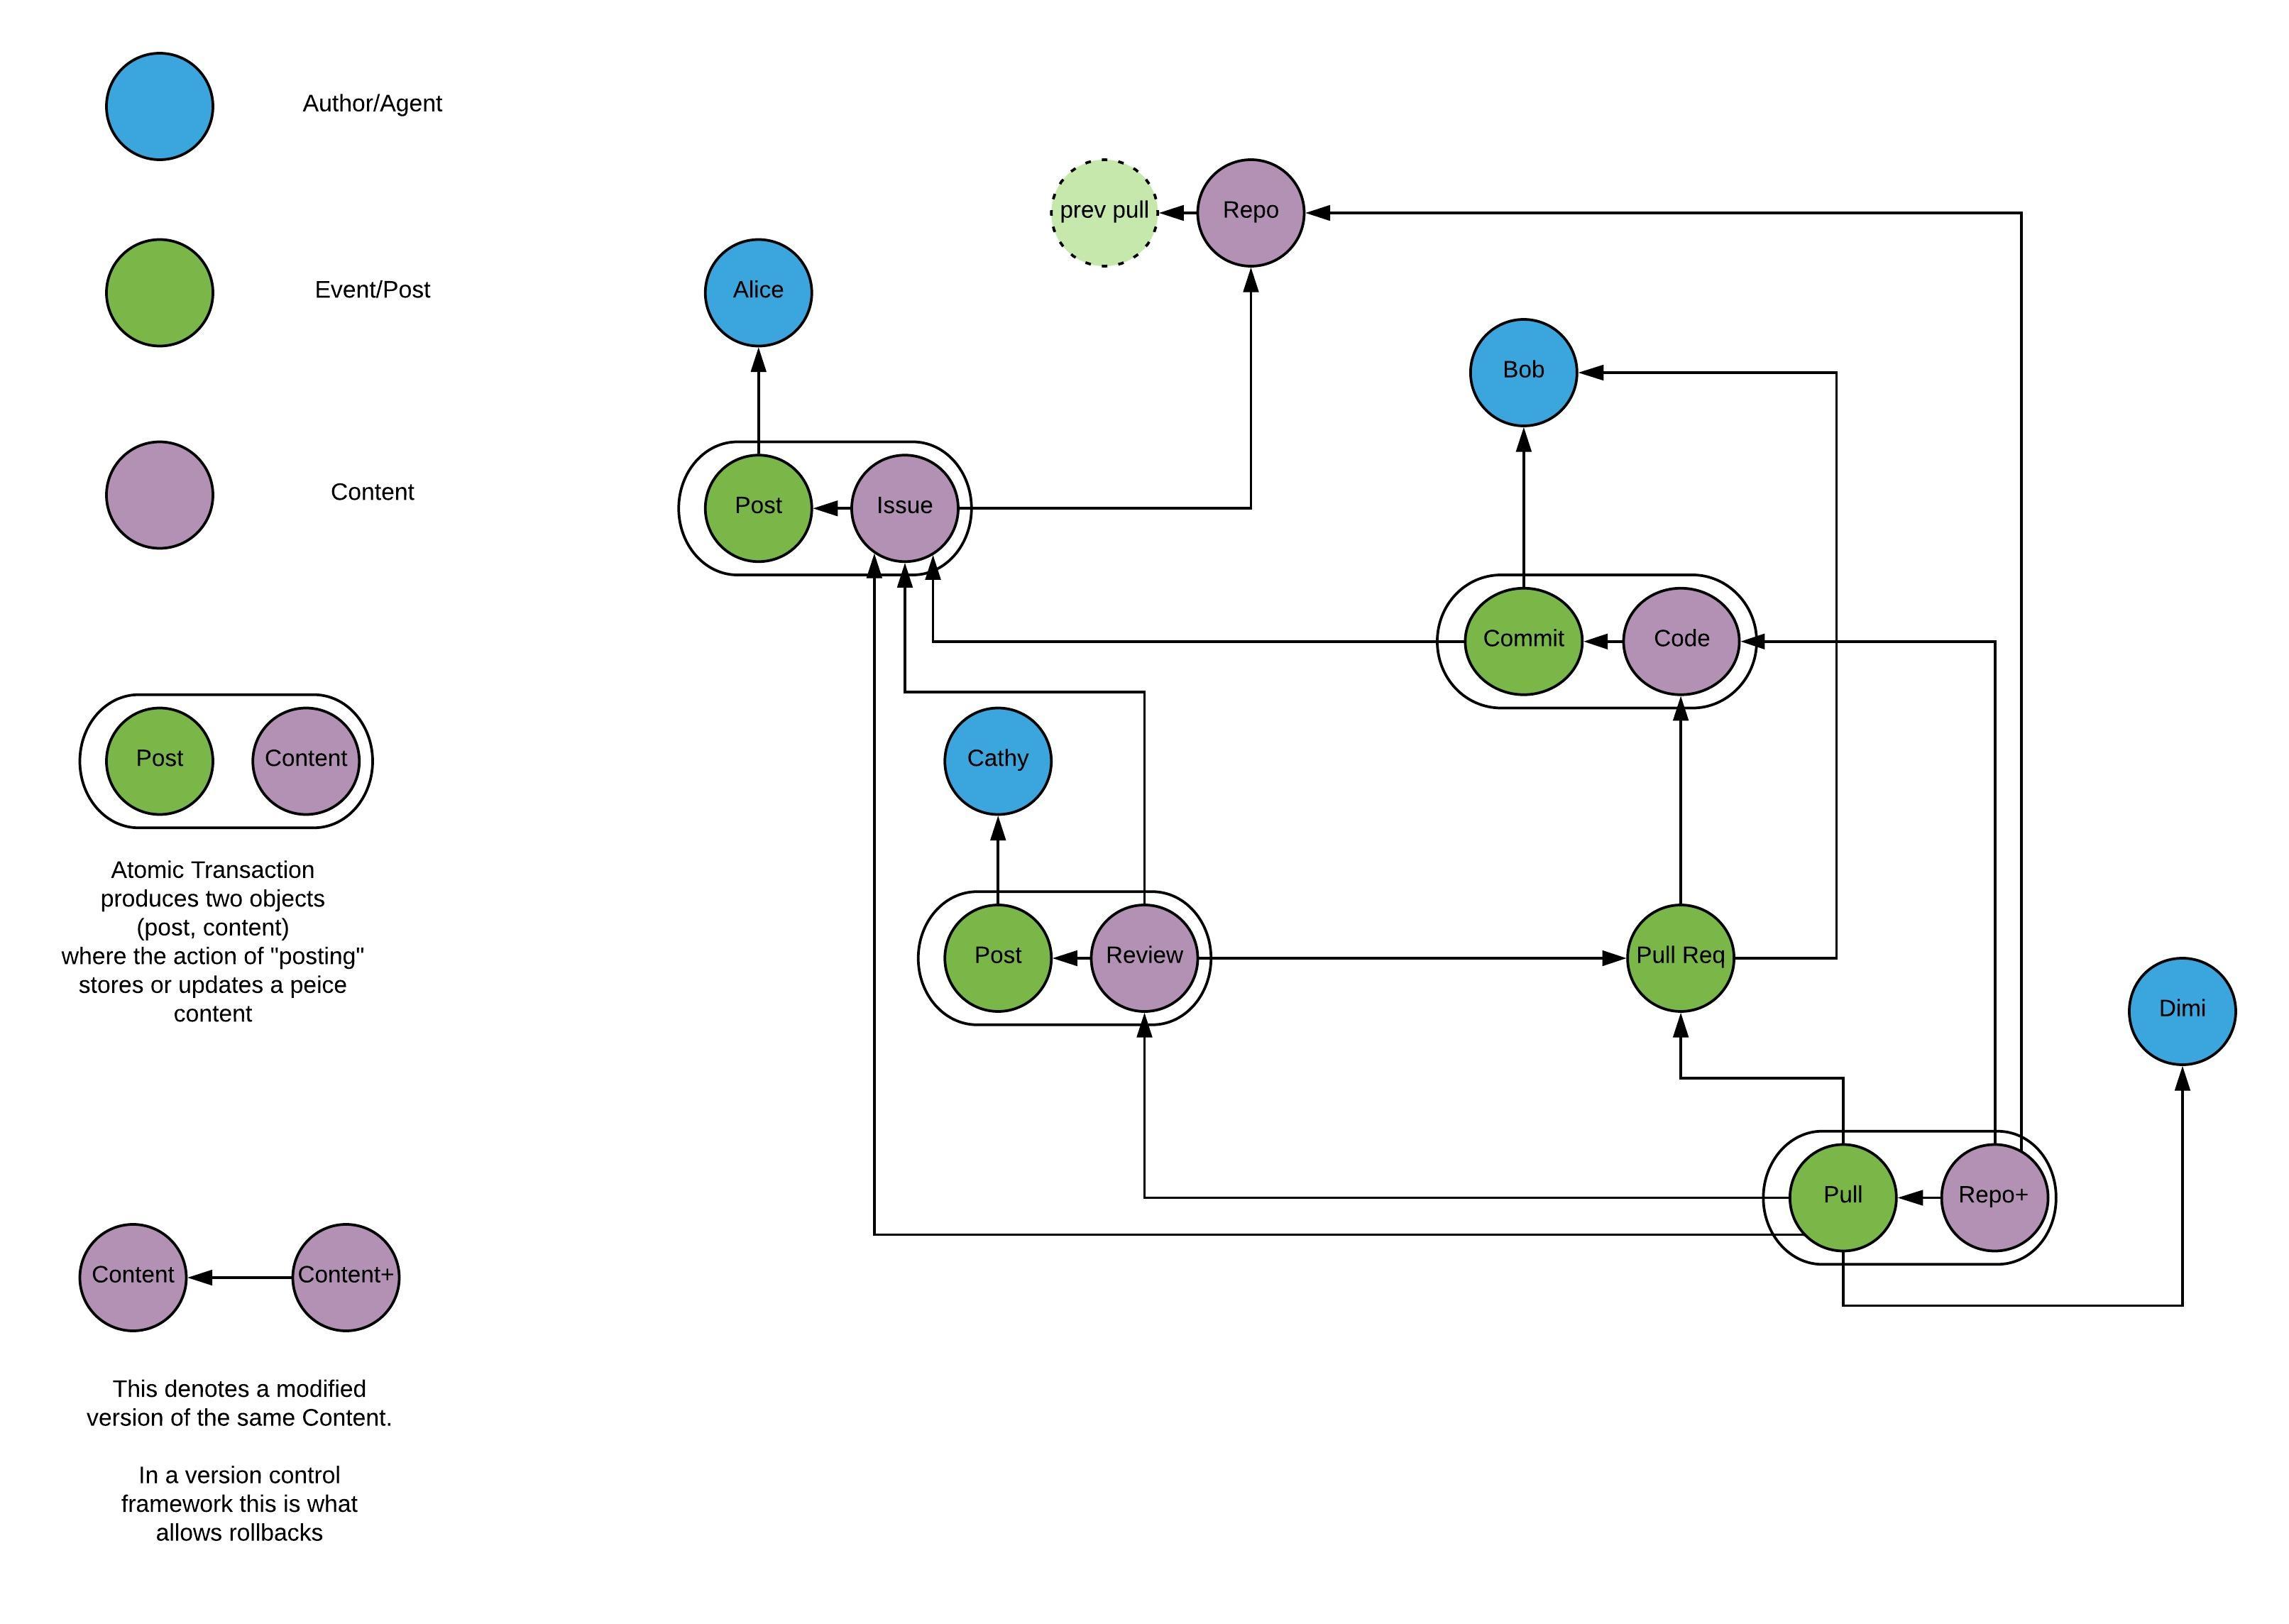 Author/Agent
Event/Post
Content
Post
Content
Atomic Transaction
produces two objects
(post, content)
where the action of "posting"
stores or updates a peice
content
Content
Content+
This denotes a modified
version of the same Content.
In a version control
framework this is what
allows rollbacks
prev pull
Repo
Alice
Bob
Post
Issue
Commit
Code
Cathy
Post
Review
Pull Req
Dimi
Pull
Repo+